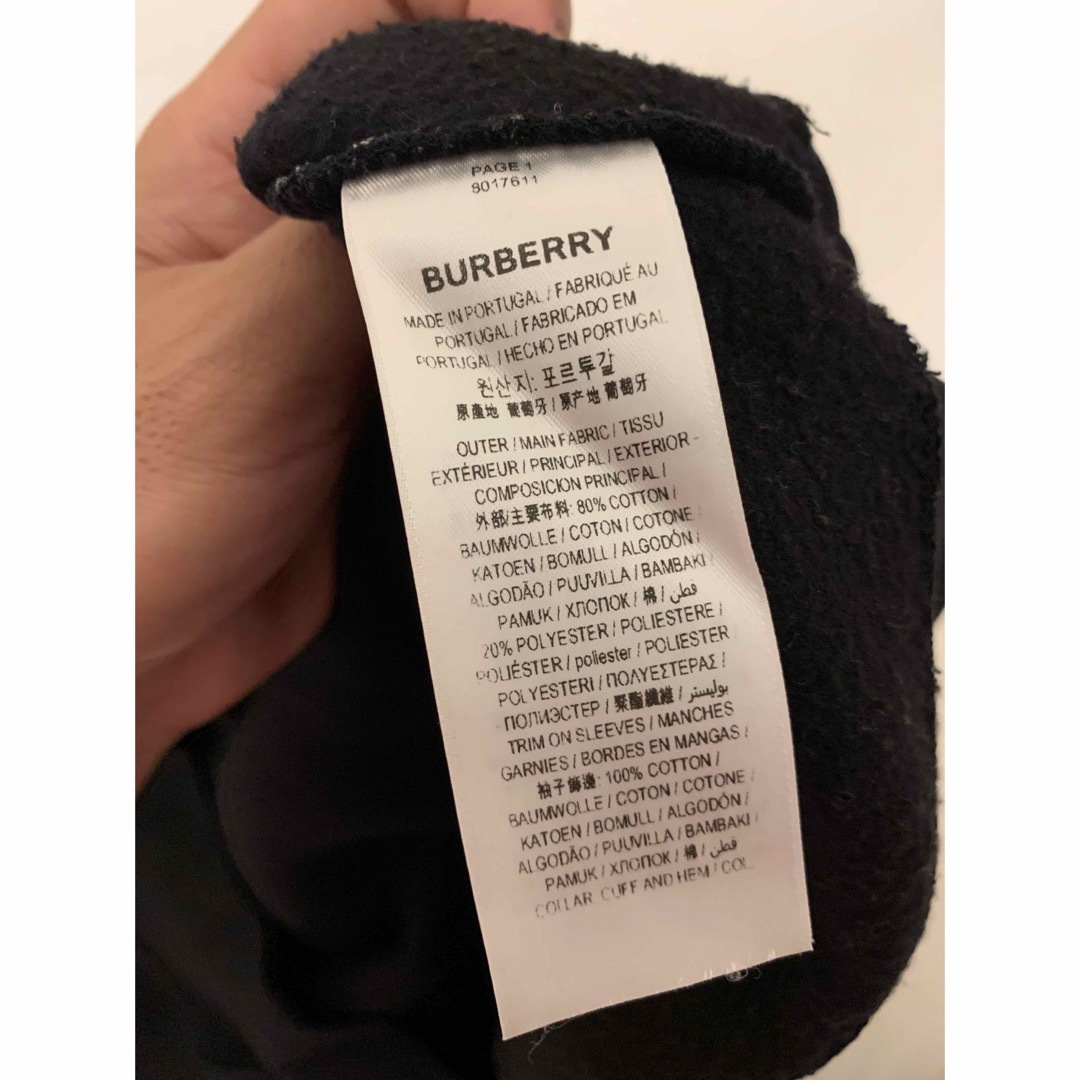 PAGE 1
8017611
BURBERRY
MADE IN PORTUGAL / FABRIQUÉ AU
PORTUGAL / FABRICADO EM
PORTUGAL / HECHO EN PORTUGAL
원산지: 포르투갈
原產地 葡萄牙 / 原产地 葡萄牙
OUTER / MAIN FABRIC / TISSU
EXTÉRIEUR / PRINCIPAL / EXTERIOR -
COMPOSICION PRINCIPAL /
外部/主要布料: 80% COTTON /
BAUMWOLLE / COTON / COTONE /
KATOEN / BOMULL / ALGODÓN /
ALGODÃO / PUUVILLA / BAMBAKI /
PAMUK / ХЛОПОК / 棉 / قطن /
20% POLYESTER / POLIESTERE /
POLIÉSTER / poliester / POLIESTER
POLYESTERI / ΠΟΛΥΕΣΤΕΡΑΣ /
ПОЛИЭСТЕР / 聚酯纖維 / بوليستر
TRIM ON SLEEVES / MANCHES
GARNIES / BORDES EN MANGAS /
袖子飾邊: 100% COTTON /
BAUMWOLLE / COTON / COTONE /
KATOEN / BOMULL / ALGODÓN /
ALGODÃO / PUUVILLA / BAMBAKI /
PAMUK / ХЛОПОК / 棉 / قطن /
COLLAR, CUFF AND HEM / COL,